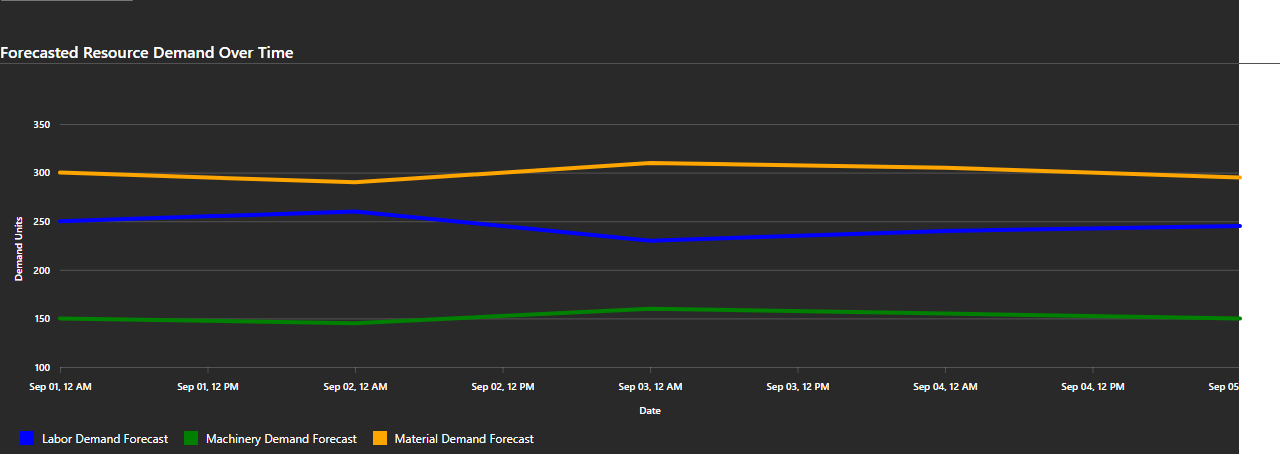 Forecasted Resource Demand Over Time
350
300
250
200
150
100
Demand Units
Sep 01, 12 AM Sep 01, 12 PM Sep 02, 12 AM Sep 02, 12 PM Sep 03, 12 AM Sep 03, 12 PM Sep 04, 12 AM Sep 04, 12 PM Sep 05
Date
Labor Demand Forecast Machinery Demand Forecast Material Demand Forecast